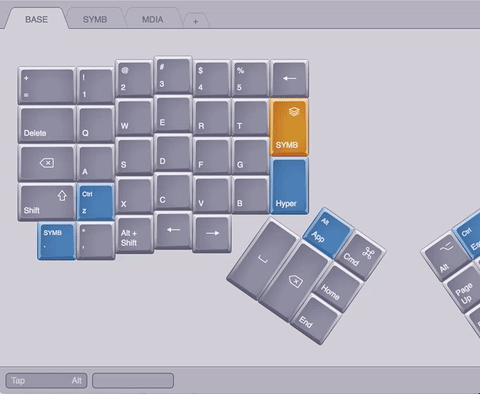 BASE
SYMB
MDIA
+
+
=
!
1
@
2
#
3
$
4
%
5
←
Delete
Q
W
E
R
T
SYMB
A
S
D
F
G
Shift
Ctrl
z
X
C
V
B
Hyper
SYMB
Alt +
Shift
←
→
Alt
App
⌘
Cmd
Home
End
Alt
Ctrl
Page
Up
Tap
Alt